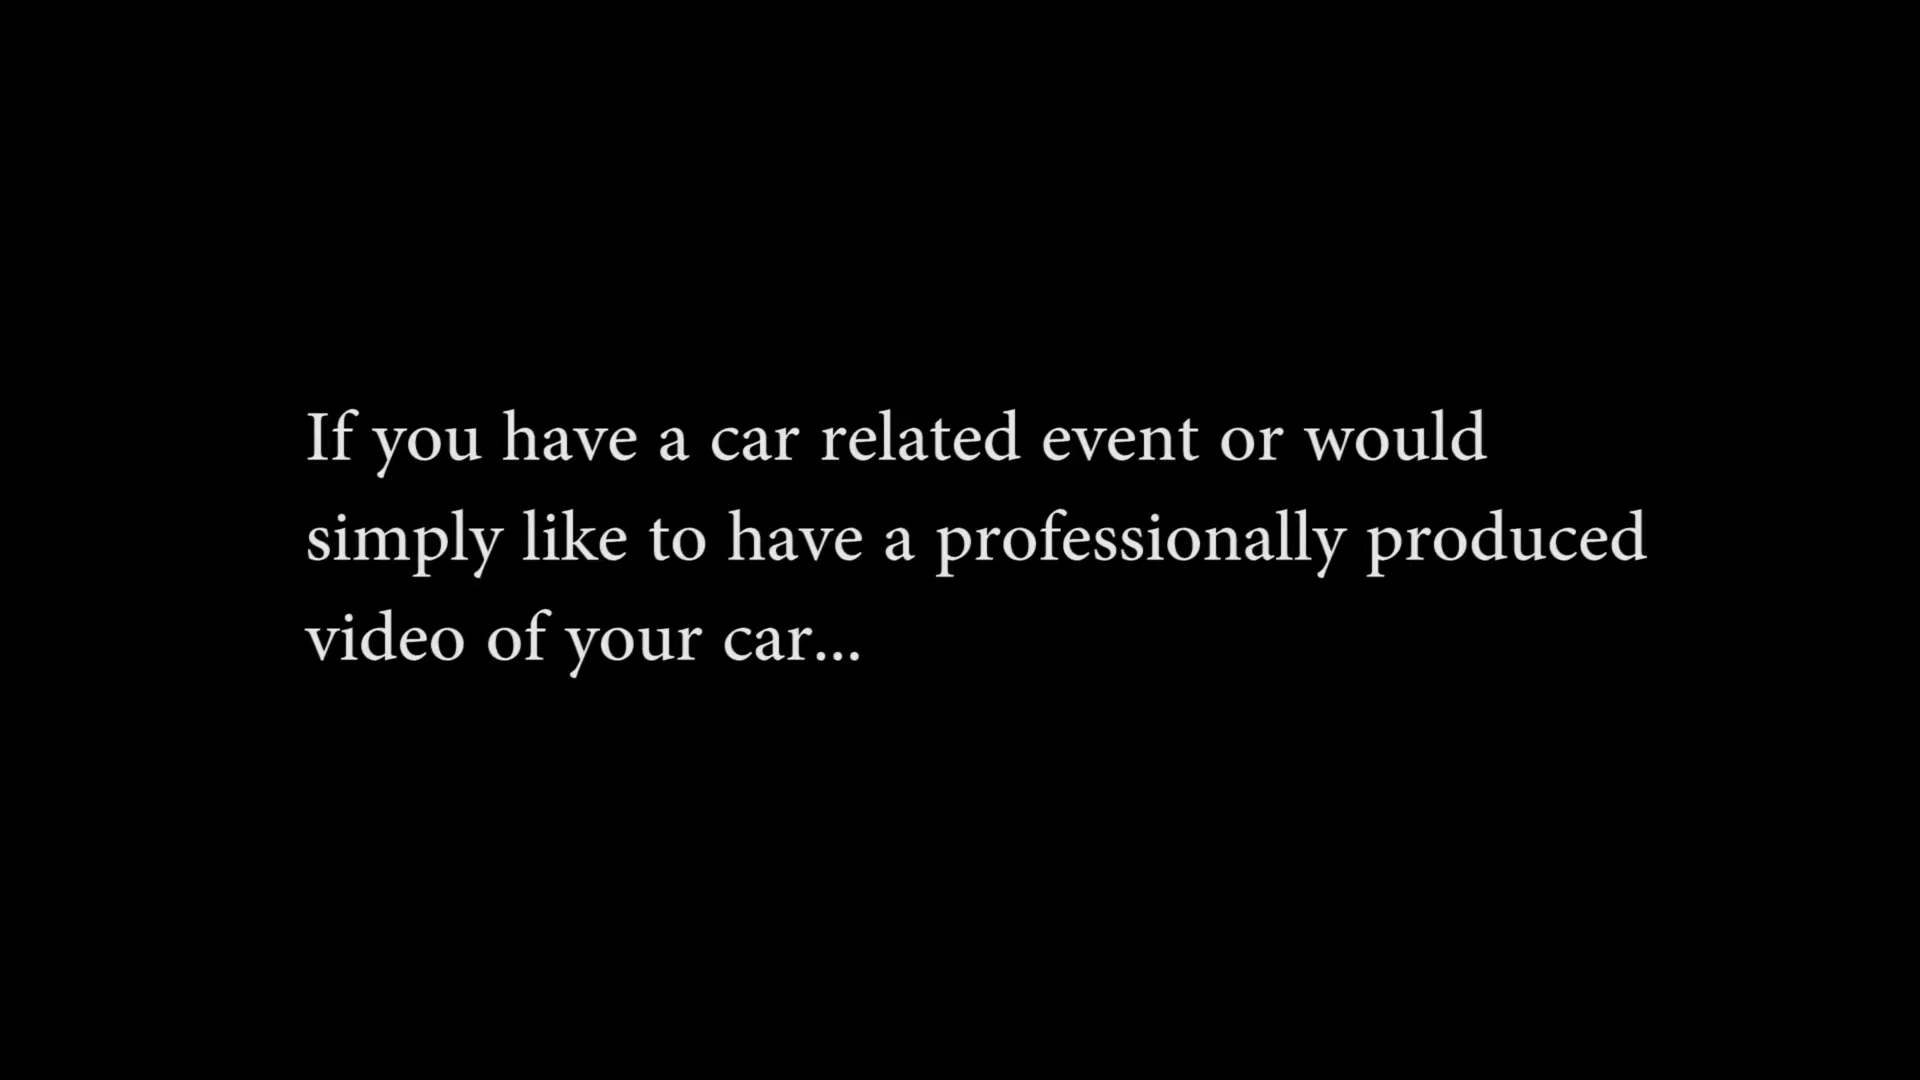 If you have a car related event or would
simply like to have a professionally produced
video of your car...